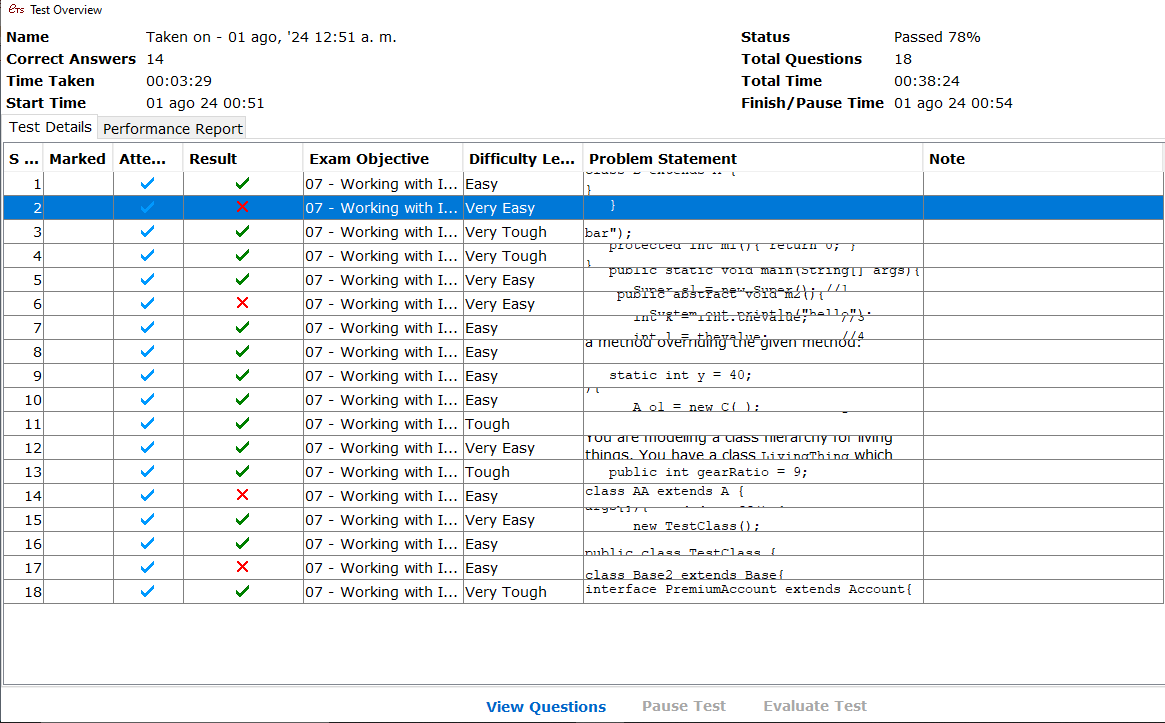 ETS Test Overview
Name Taken on - 01 ago, '24 12:51 a. m. Status Passed 78%
Correct Answers 14 Total Questions 18
Time Taken 00:03:29 Total Time 00:38:24
Start Time 01 ago 24 00:51 Finish/Pause Time 01 ago 24 00:54
Test Details Performance Report
S ... Marked Atte... Result Exam Objective Difficulty Le... Problem Statement Note
1 07 - Working with I... Easy
}
2 07 - Working with I... Very Easy }
3 07 - Working with I... Very Tough bar");
4 07 - Working with I... Very Tough protected int m1(){ return 0; }
}
5 07 - Working with I... Very Easy public static void main(String[] args){
Super s1 = new Super(); //1
6 07 - Working with I... Very Easy public abstract void m2(){
System.out.println("hello");
7 07 - Working with I... Easy int k = iint.thevalue; //3
int l = thevalue; //4
8 07 - Working with I... Easy a method overriding the given method:
9 07 - Working with I... Easy static int y = 40;
10 07 - Working with I... Easy ){
A o1 = new C( );
11 07 - Working with I... Tough
12 07 - Working with I... Very Easy You are modeling a class hierarchy for living
things. You have a class LivingThing which
13 07 - Working with I... Tough public int gearRatio = 9;
14 07 - Working with I... Easy class AA extends A {
15 07 - Working with I... Very Easy
new TestClass();
16 07 - Working with I... Easy public class TestClass {
17 07 - Working with I... Easy class Base2 extends Base{
18 07 - Working with I... Very Tough interface PremiumAccount extends Account{
View Questions Pause Test Evaluate Test